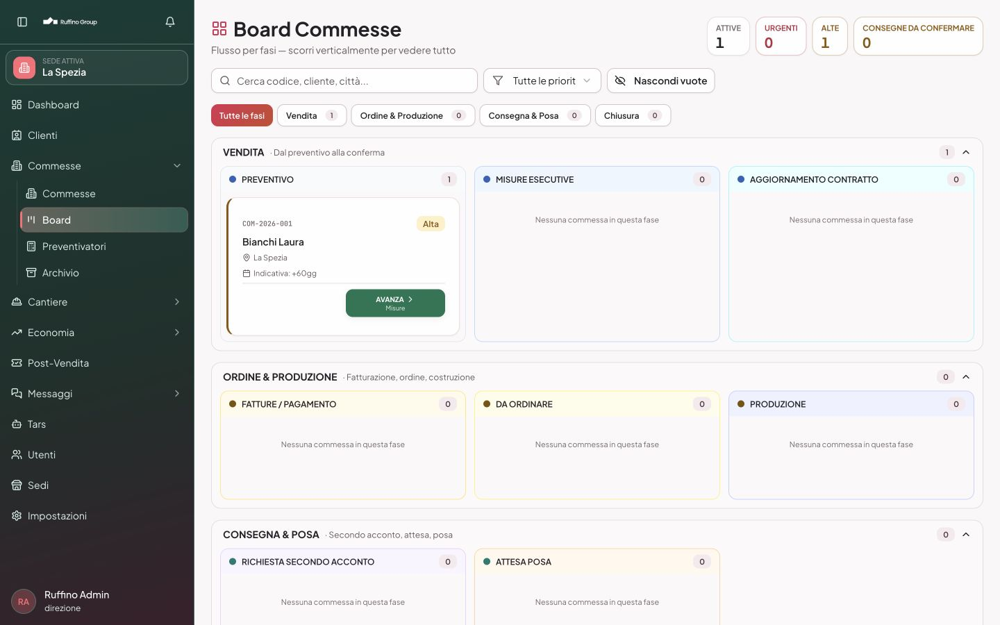 Ruffino Group
SEDE ATTIVA
La Spezia
Dashboard
Clienti
Commesse
Commesse
Board
Preventivatori
Archivio
Cantiere
Economia
Post-Vendita
Messaggi
Tars
Utenti
Sedi
Impostazioni
RA
Ruffino Admin
direzione
Board Commesse
Flusso per fasi — scorri verticalmente per vedere tutto
ATTIVE
1
URGENTI
0
ALTE
1
CONSEGNE DA CONFERMARE
0
Cerca codice, cliente, città...
Tutte le priorit
Nascondi vuote
Tutte le fasi
Vendita 1
Ordine & Produzione 0
Consegna & Posa 0
Chiusura 0
VENDITA · Dal preventivo alla conferma 1
PREVENTIVO 1
COM-2026-001 Alta
Bianchi Laura
La Spezia
Indicativa: +60gg
AVANZA
Misure
MISURE ESECUTIVE 0
Nessuna commessa in questa fase
AGGIORNAMENTO CONTRATTO 0
Nessuna commessa in questa fase
ORDINE & PRODUZIONE · Fatturazione, ordine, costruzione 0
FATTURE / PAGAMENTO 0
Nessuna commessa in questa fase
DA ORDINARE 0
Nessuna commessa in questa fase
PRODUZIONE 0
Nessuna commessa in questa fase
CONSEGNA & POSA · Secondo acconto, attesa, posa 0
RICHIESTA SECONDO ACCONTO 0
Nessuna commessa in questa fase
ATTESA POSA 0
Nessuna commessa in questa fase